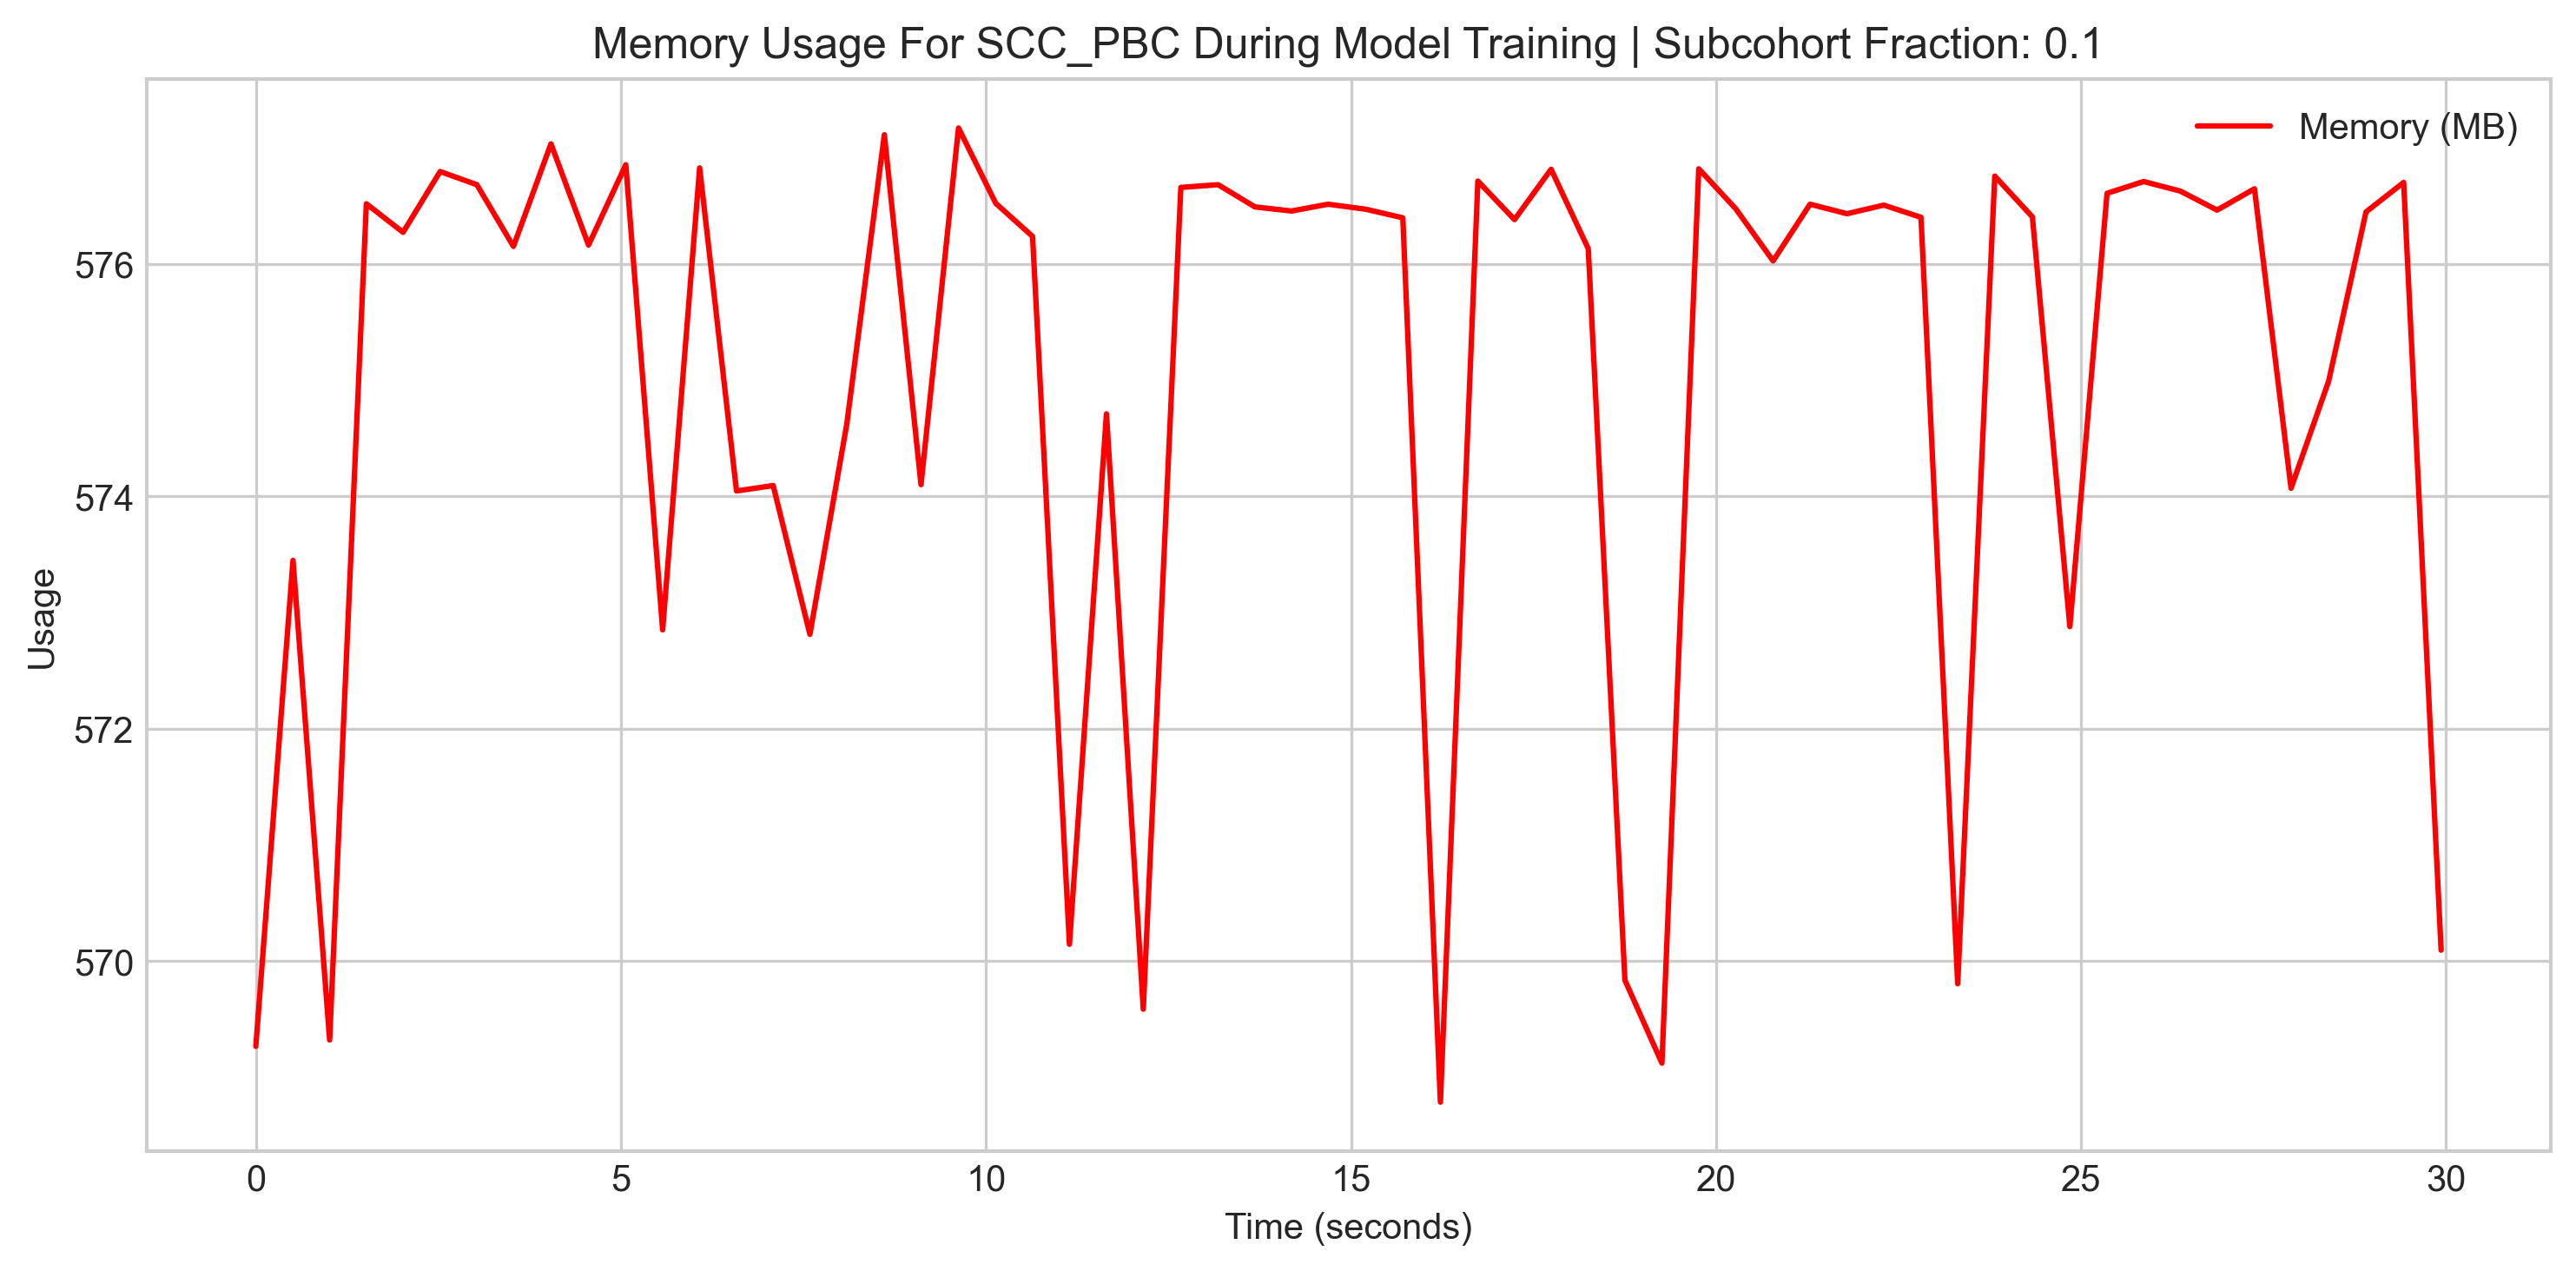 Memory Usage For SCC_PBC During Model Training | Subcohort Fraction: 0.1
Memory (MB)
576
574
572
570
Usage
0 5 10 15 20 25 30
Time (seconds)